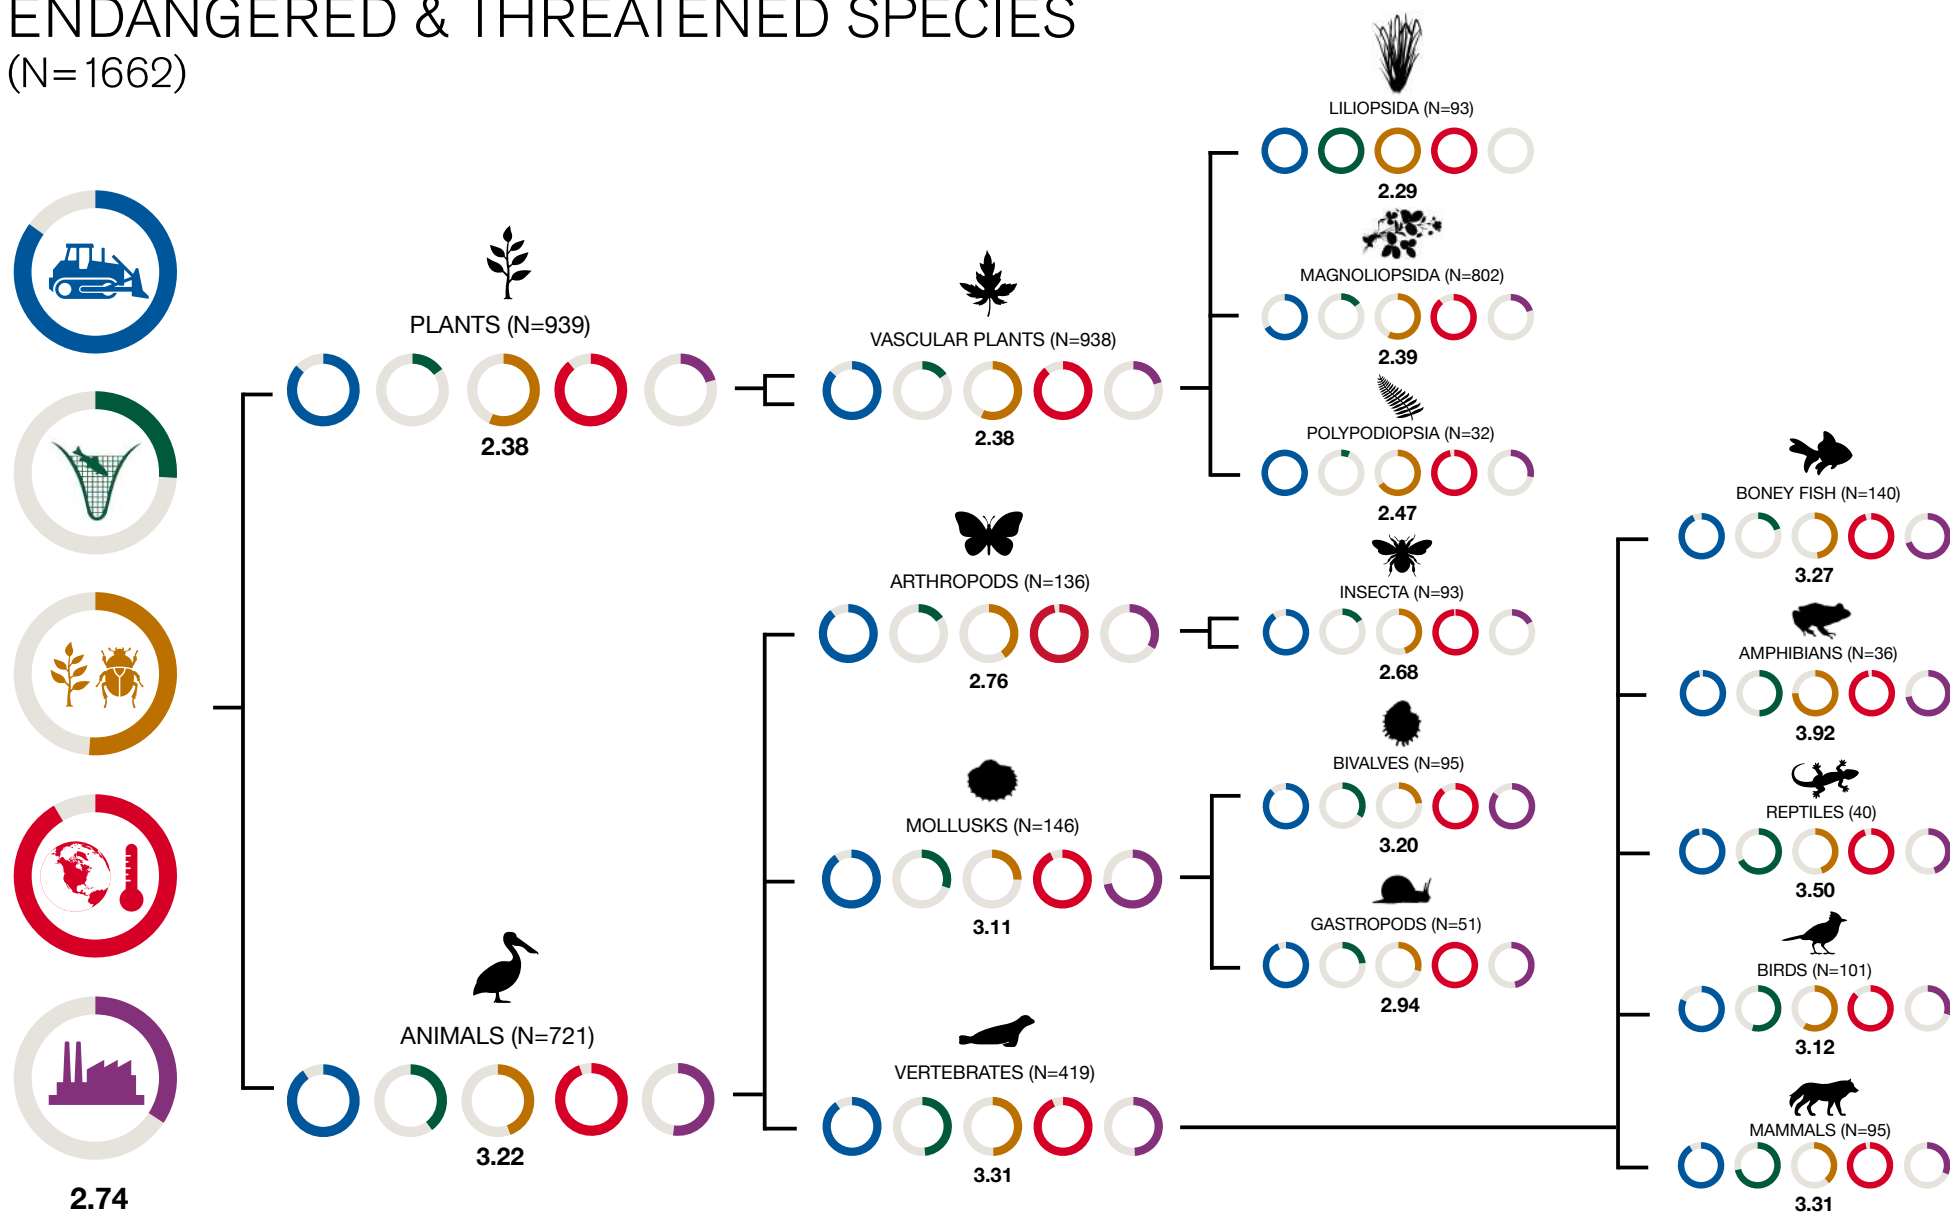 ENDANGERED & THREATENED SPECIES
(N=1662)
2.74
PLANTS (N=939)
2.38
ANIMALS (N=721)
3.22
VASCULAR PLANTS (N=938)
2.38
ARTHROPODS (N=136)
2.76
MOLLUSKS (N=146)
3.11
VERTEBRATES (N=419)
3.31
LILIOPSIDA (N=93)
2.29
MAGNOLIOPSIDA (N=802)
2.39
POLYPODIOPSIA (N=32)
2.47
INSECTA (N=93)
2.68
BIVALVES (N=95)
3.20
GASTROPODS (N=51)
2.94
BONEY FISH (N=140)
3.27
AMPHIBIANS (N=36)
3.92
REPTILES (40)
3.50
BIRDS (N=101)
3.12
MAMMALS (N=95)
3.31